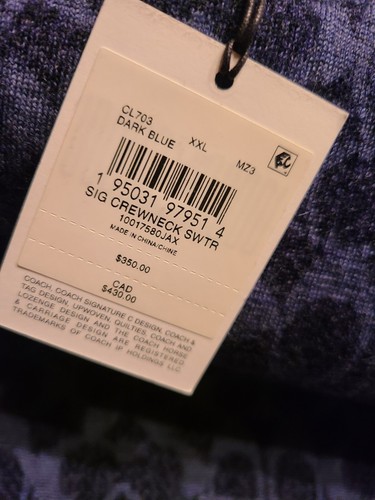 CL703
DARK BLUE XXL
MZ3
1 95031 97951 4
SIG CREWNECK SWTR
10017580JAX
MADE IN CHINA/CHINE
$350.00
CAD
$430.00
COACH, COACH SIGNATURE C DESIGN, COACH &
TAG DESIGN, UPWOVEN, GUILTIES, COACH AND
LOZENGE DESIGN AND THE COACH HORSE
& CARRIAGE DESIGN ARE REGISTERED
TRADEMARKS OF COACH IP HOLDINGS LLC.